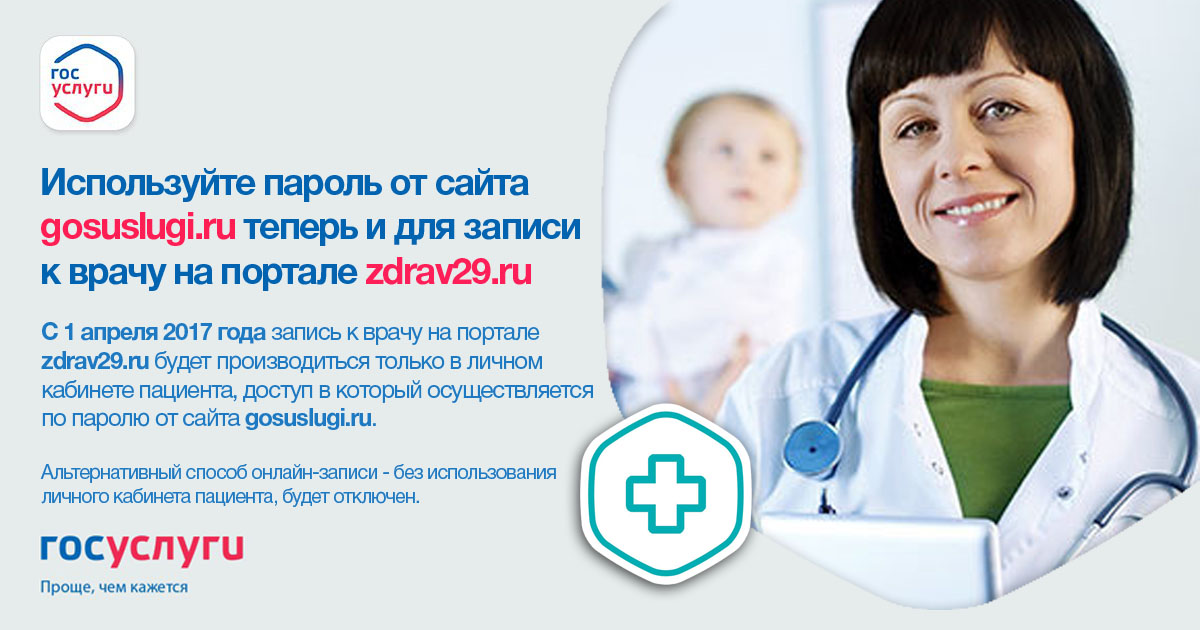 гос
услуги
Используйте пароль от сайта
gosuslugi.ru теперь и для записи
к врачу на портале zdrav29.ru
С 1 апреля 2017 года запись к врачу на портале
zdrav29.ru будет производиться только в личном
кабинете пациента, доступ в который осуществляется
по паролю от сайта gosuslugi.ru.
Альтернативный способ онлайн-записи - без использования
личного кабинета пациента, будет отключен.
госуслуги
Проще, чем кажется